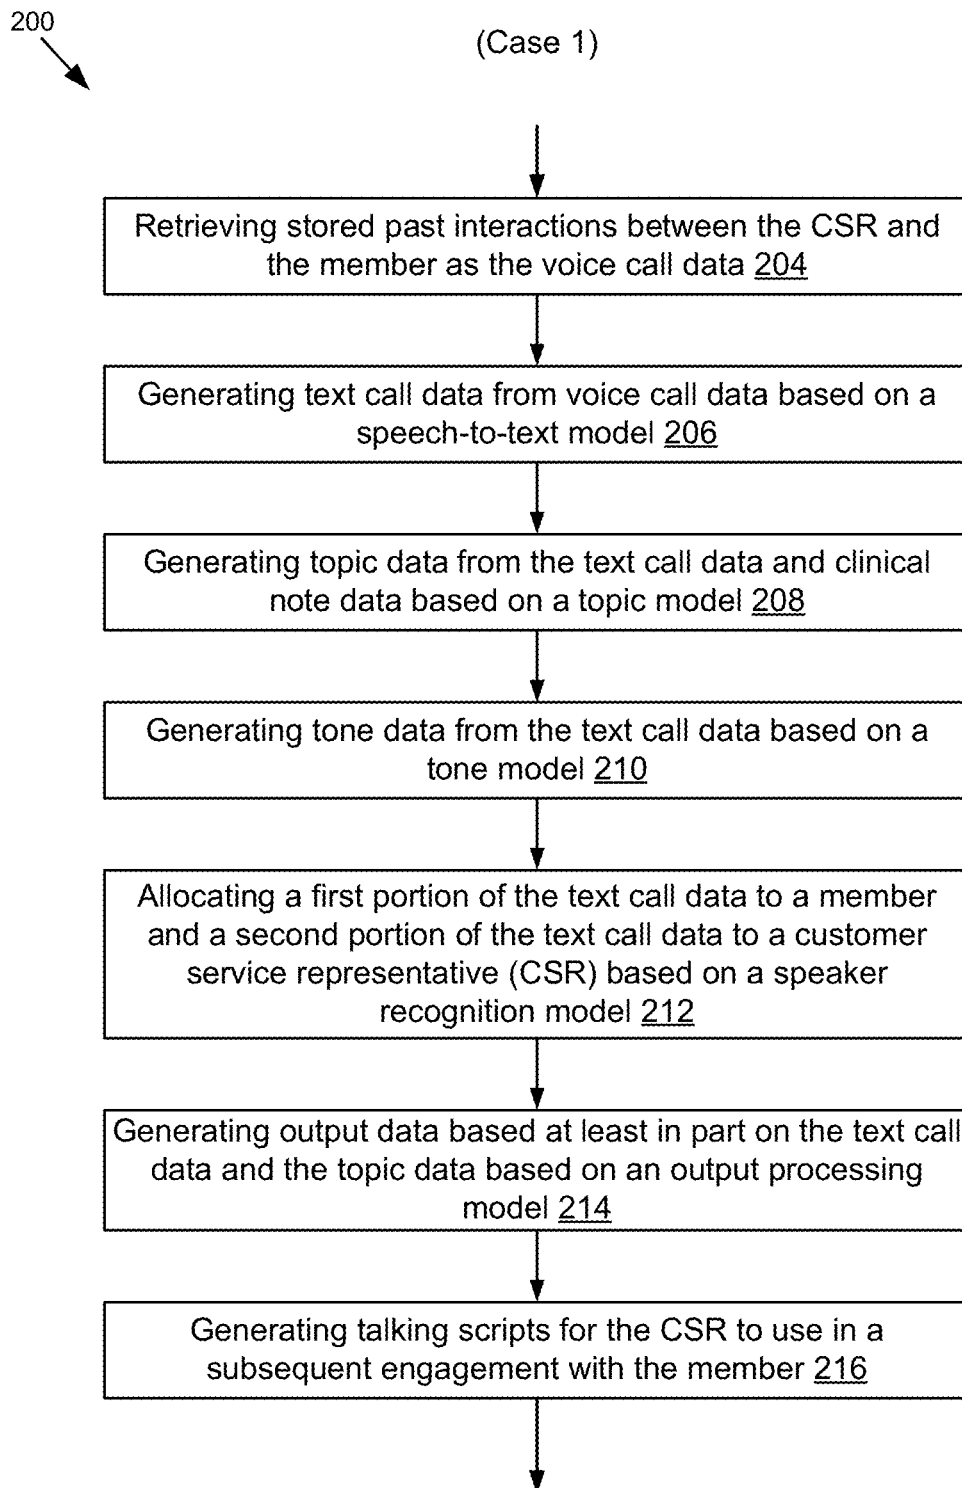 200
(Case 1)
Retrieving stored past interactions between the CSR and
the member as the voice call data 204
Generating text call data from voice call data based on a
speech-to-text model 206
Generating topic data from the text call data and clinical
note data based on a topic model 208
Generating tone data from the text call data based on a
tone model 210
Allocating a first portion of the text call data to a member
and a second portion of the text call data to a customer
service representative (CSR) based on a speaker
recognition model 212
Generating output data based at least in part on the text call
data and the topic data based on an output processing
model 214
Generating talking scripts for the CSR to use in a
subsequent engagement with the member 216